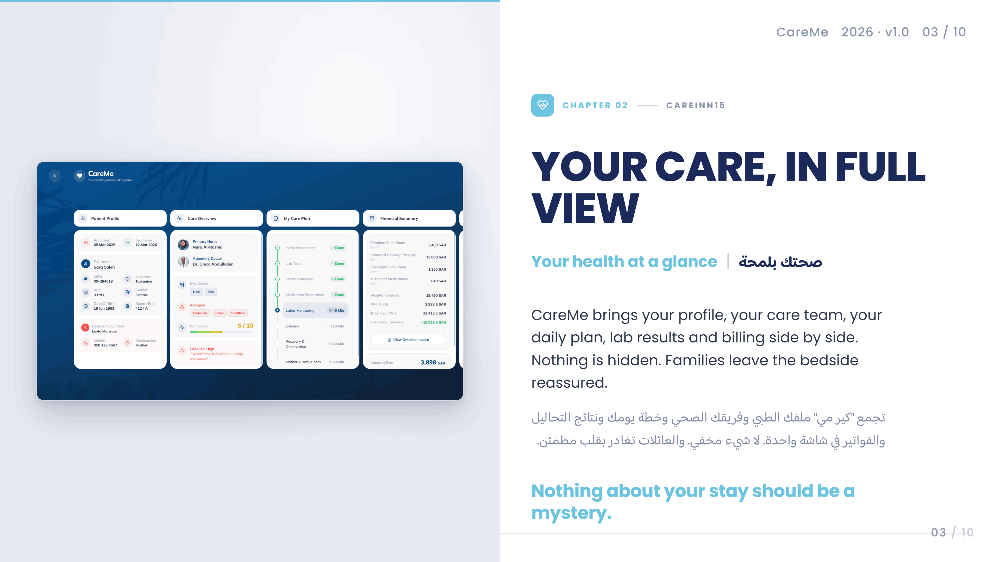 CareMe
Your health journey at a glance
Patient Profile
Admitted
05 Mar 2026
Discharge
12 Mar 2026
Full Name
Sara Saleh
MRN
00-284619
Insurance
Tawuniya
Age
33 Yrs
Gender
Female
Date Of Birth
19 Jan 1993
Room / Bed
412 / A
Emergency Contact
Layla Mansour
Mobile
050 123 4567
Relationship
Mother
Care Overview
Primary Nurse
Nura Al-Rashid
Attending Doctor
Dr. Omar Abdulhalim
Diet Codes
NAS DM
Allergies
Penicillin Latex Shellfish
Pain Score 5 / 10
Fall Risk: High
"Do not leave bed without nursing
assistance"
My Care Plan
Initial Assessment Done
Lab Tests Done
Scans & Imaging Done
Medication Preparation Done
Labor Monitoring 45 Min
Delivery 120 Min
Recovery &
Observation 60 Min
Mother & Baby Check 30 Min
Financial Summary
Premium Suite Room 2,400 SAR
Qty × 2
Standard Delivery Package 15,000 SAR
Qty × 1
Post-Natal Lab Panel 1,250 SAR
Qty × 1
In-Patient Medications 840 SAR
Qty × 1
Hospital Charges 19,490 SAR
VAT (15%) 2,923.5 SAR
Total (Incl. VAT) 22,413.5 SAR
Insurance Coverage - 18,515.5 SAR
View Detailed Invoice
Amount Due 3,898 SAR
CareMe 2026 · v1.0 03 / 10
CHAPTER 02 CAREINN15
YOUR CARE, IN FULL
VIEW
Your health at a glance | صحتك بلمحة
CareMe brings your profile, your care team, your
daily plan, lab results and billing side by side.
Nothing is hidden. Families leave the bedside
reassured.
تجمع "كير مي" ملفك الطبي وفريقك الصحي وخطة يومك ونتائج التحاليل
والفواتير في شاشة واحدة. لا شيء مخفي. والعائلات تغادر بقلب مطمئن.
Nothing about your stay should be a
mystery.
03 / 10